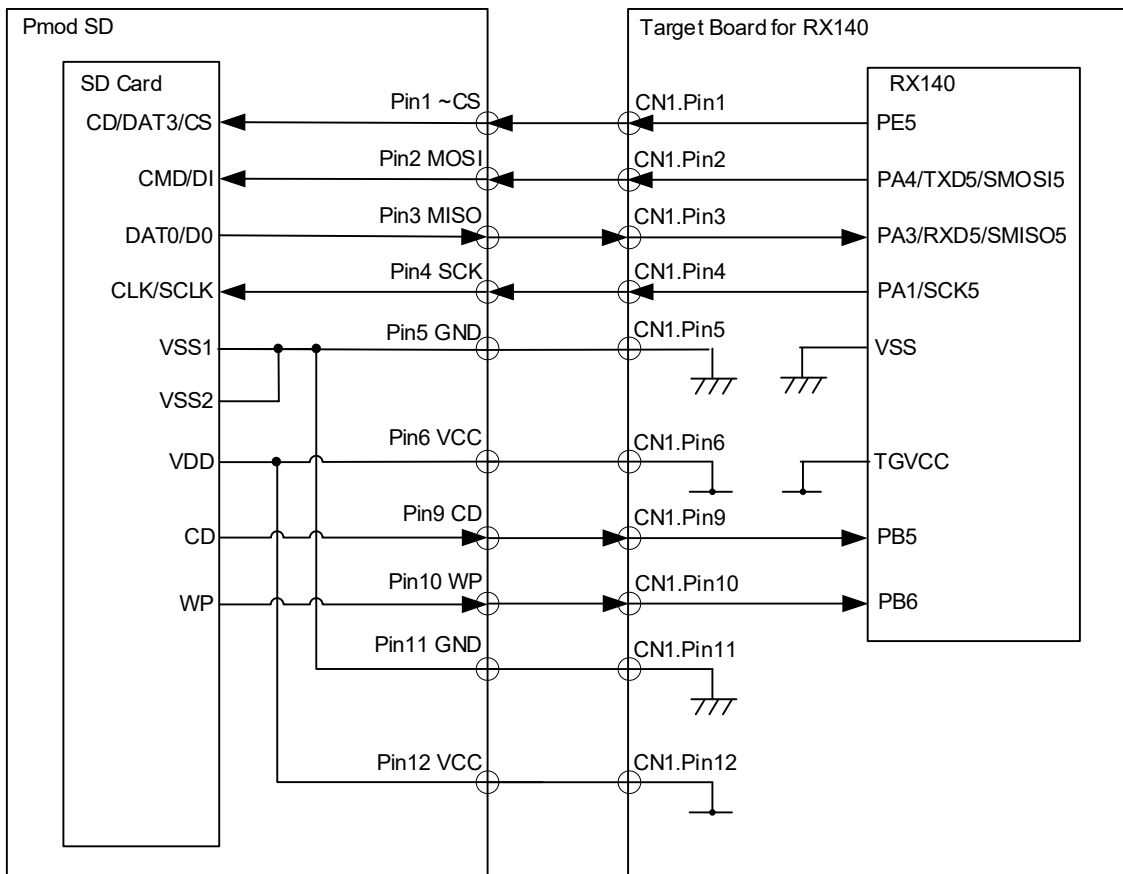 Pmod SD
Target Board for RX140
SD Card
RX140
Pin1 ~CS
CN1.Pin1
CD/DAT3/CS
PE5
Pin2 MOSI
CN1.Pin2
CMD/DI
PA4/TXD5/SMOSI5
Pin3 MISO
CN1.Pin3
DAT0/D0
PA3/RXD5/SMISO5
Pin4 SCK
CN1.Pin4
CLK/SCLK
PA1/SCK5
Pin5 GND
CN1.Pin5
VSS1
VSS
VSS2
Pin6 VCC
CN1.Pin6
VDD
TGVCC
Pin9 CD
CN1.Pin9
CD
PB5
Pin10 WP
CN1.Pin10
WP
PB6
Pin11 GND
CN1.Pin11
Pin12 VCC
CN1.Pin12